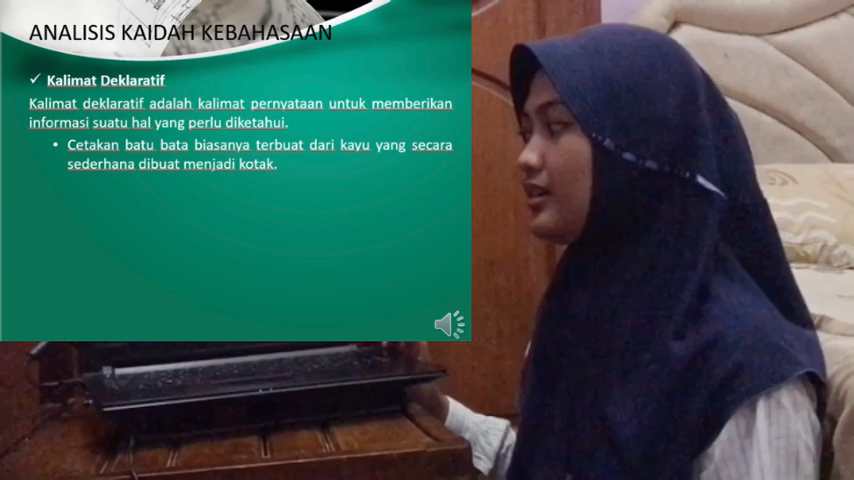 ANALISIS KAIDAH KEBAHASAAN
✓ Kalimat Deklaratif
Kalimat deklaratif adalah kalimat pernyataan untuk memberikan
informasi suatu hal yang perlu diketahui.
• Cetakan batu bata biasanya terbuat dari kayu yang secara
sederhana dibuat menjadi kotak.